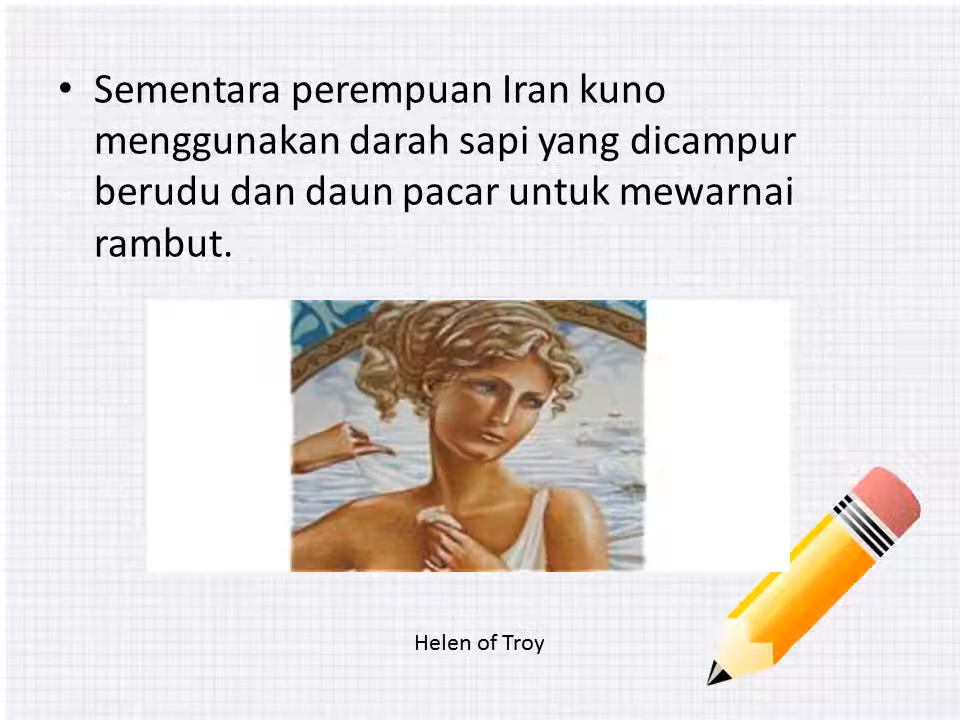 • Sementara perempuan Iran kuno
menggunakan darah sapi yang dicampur
berudu dan daun pacar untuk mewarnai
rambut.
Helen of Troy